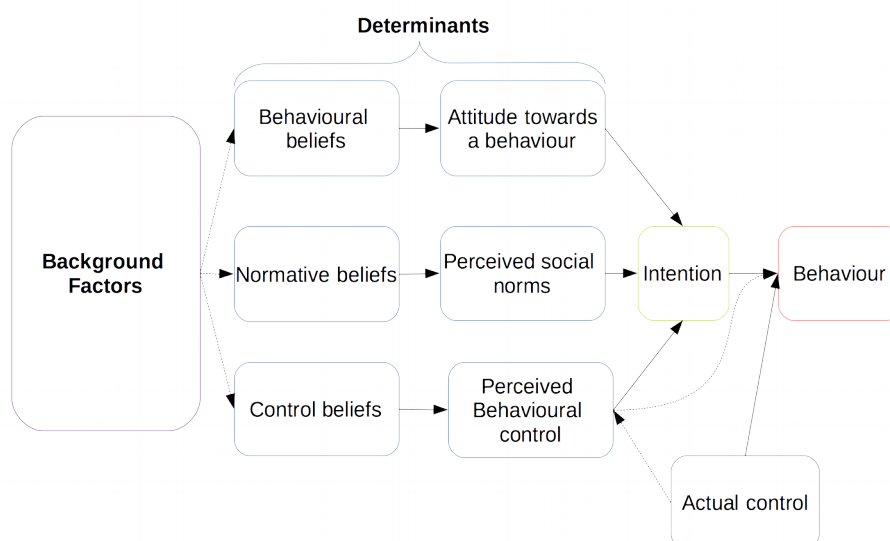 Determinants
Behavioural
beliefs
Attitude towards
a behaviour
Background
Factors
Normative beliefs
Perceived social
norms
Intention
Behaviour
Control beliefs
Perceived
Behavioural
control
Actual control